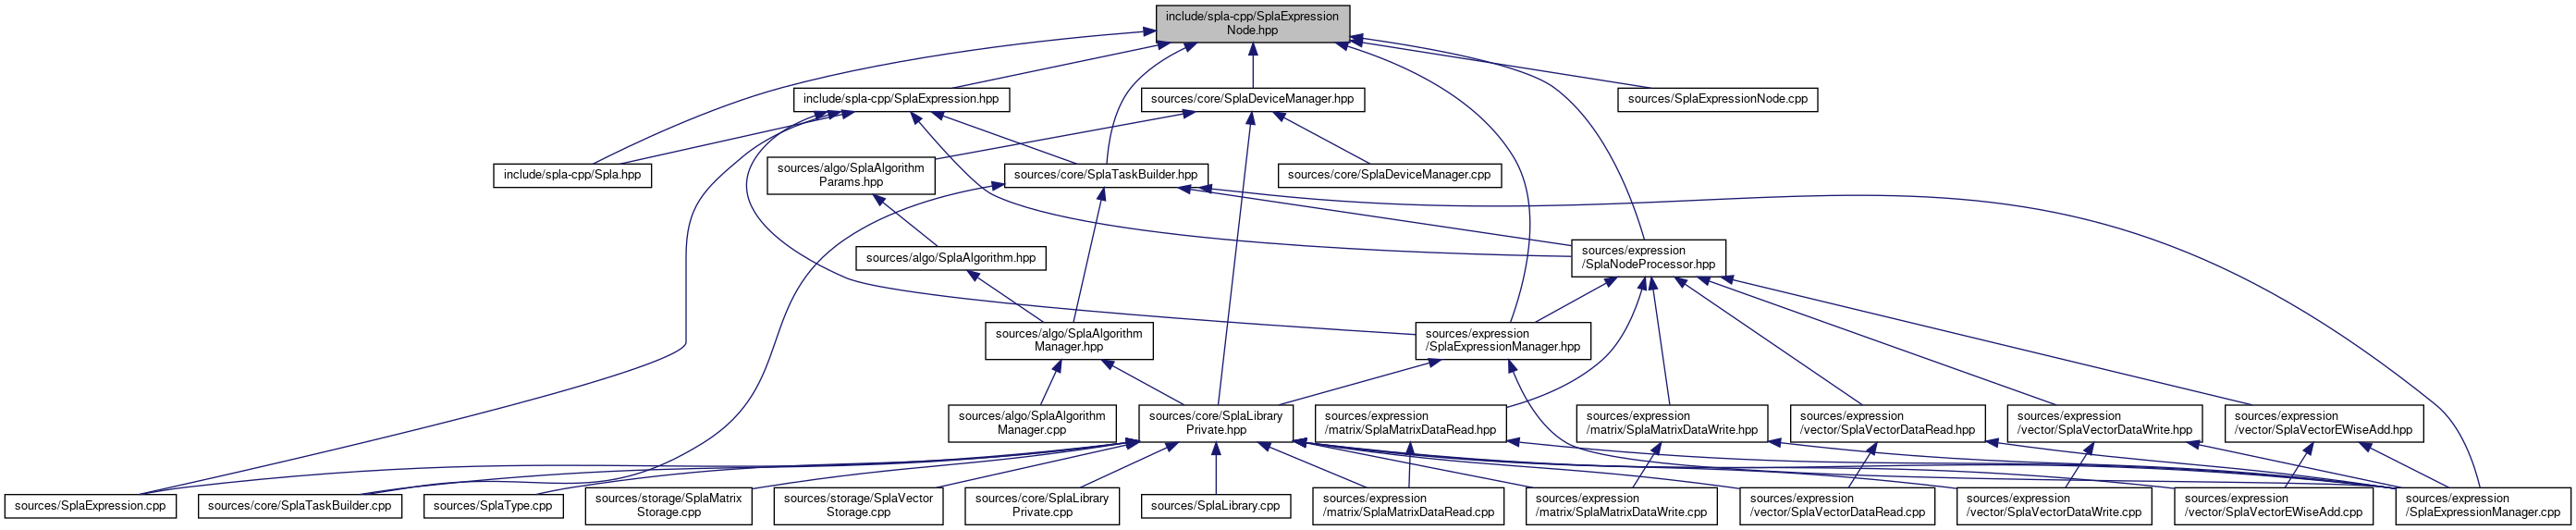 include/spla-cpp/SplaExpression
Node.hpp
include/spla-cpp/SplaExpression.hpp
sources/core/SplaDeviceManager.hpp
sources/SplaExpressionNode.cpp
include/spla-cpp/Spla.hpp
sources/algo/SplaAlgorithm
Params.hpp
sources/core/SplaTaskBuilder.hpp
sources/core/SplaDeviceManager.cpp
sources/algo/SplaAlgorithm.hpp
sources/expression
/SplaNodeProcessor.hpp
sources/algo/SplaAlgorithm
Manager.hpp
sources/expression
/SplaExpressionManager.hpp
sources/algo/SplaAlgorithm
Manager.cpp
sources/core/SplaLibrary
Private.hpp
sources/expression
/matrix/SplaMatrixDataRead.hpp
sources/expression
/matrix/SplaMatrixDataWrite.hpp
sources/expression
/vector/SplaVectorDataRead.hpp
sources/expression
/vector/SplaVectorDataWrite.hpp
sources/expression
/vector/SplaVectorEWiseAdd.hpp
sources/SplaExpression.cpp
sources/core/SplaTaskBuilder.cpp
sources/SplaType.cpp
sources/storage/SplaMatrix
Storage.cpp
sources/storage/SplaVector
Storage.cpp
sources/core/SplaLibrary
Private.cpp
sources/SplaLibrary.cpp
sources/expression
/matrix/SplaMatrixDataRead.cpp
sources/expression
/matrix/SplaMatrixDataWrite.cpp
sources/expression
/vector/SplaVectorDataRead.cpp
sources/expression
/vector/SplaVectorDataWrite.cpp
sources/expression
/vector/SplaVectorEWiseAdd.cpp
sources/expression
/SplaExpressionManager.cpp